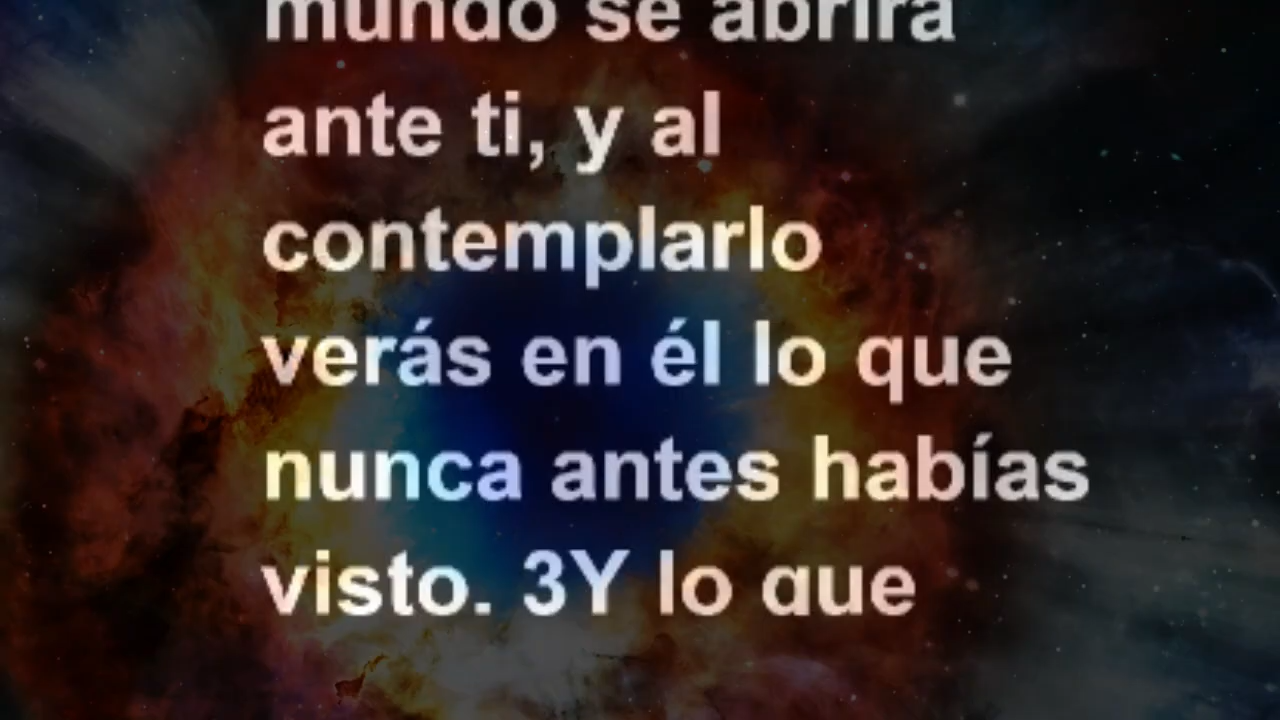 mundo se abrirá
ante ti, y al
contemplarlo
verás en él lo que
nunca antes habías
visto. 3Y lo que